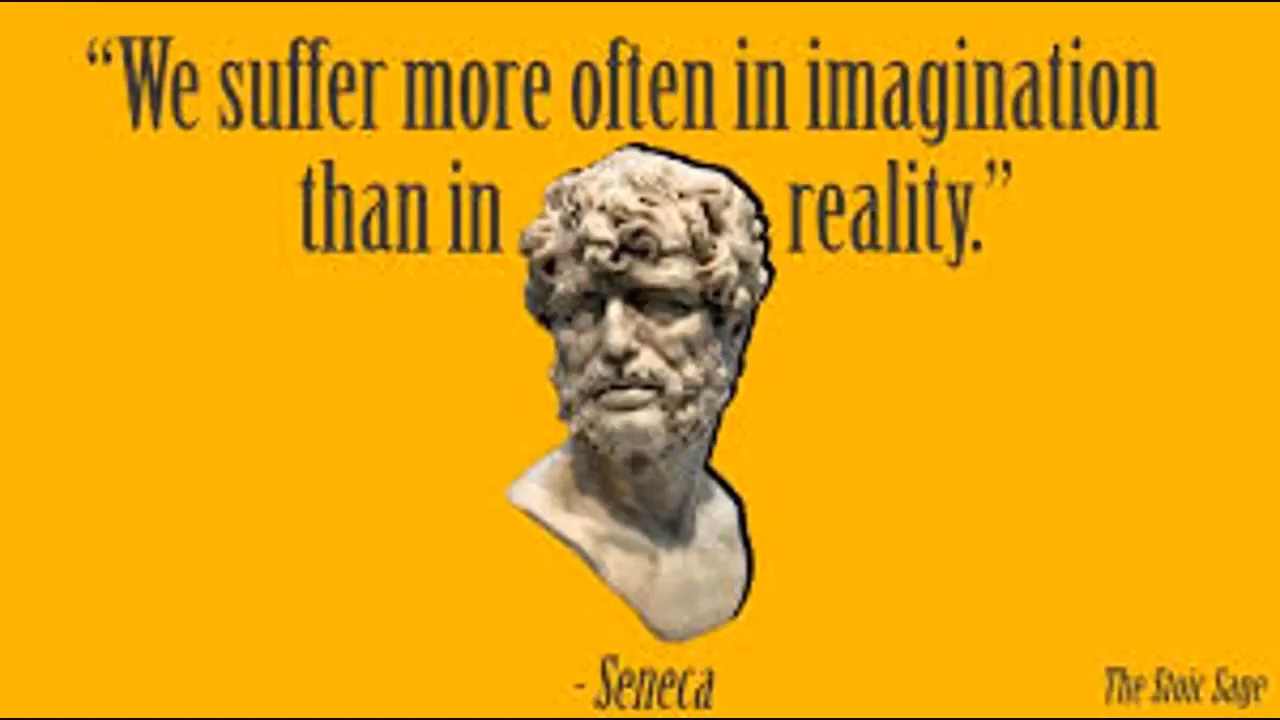 “We suffer more often in imagination
than in reality.”
- Seneca
The Stoic Sage